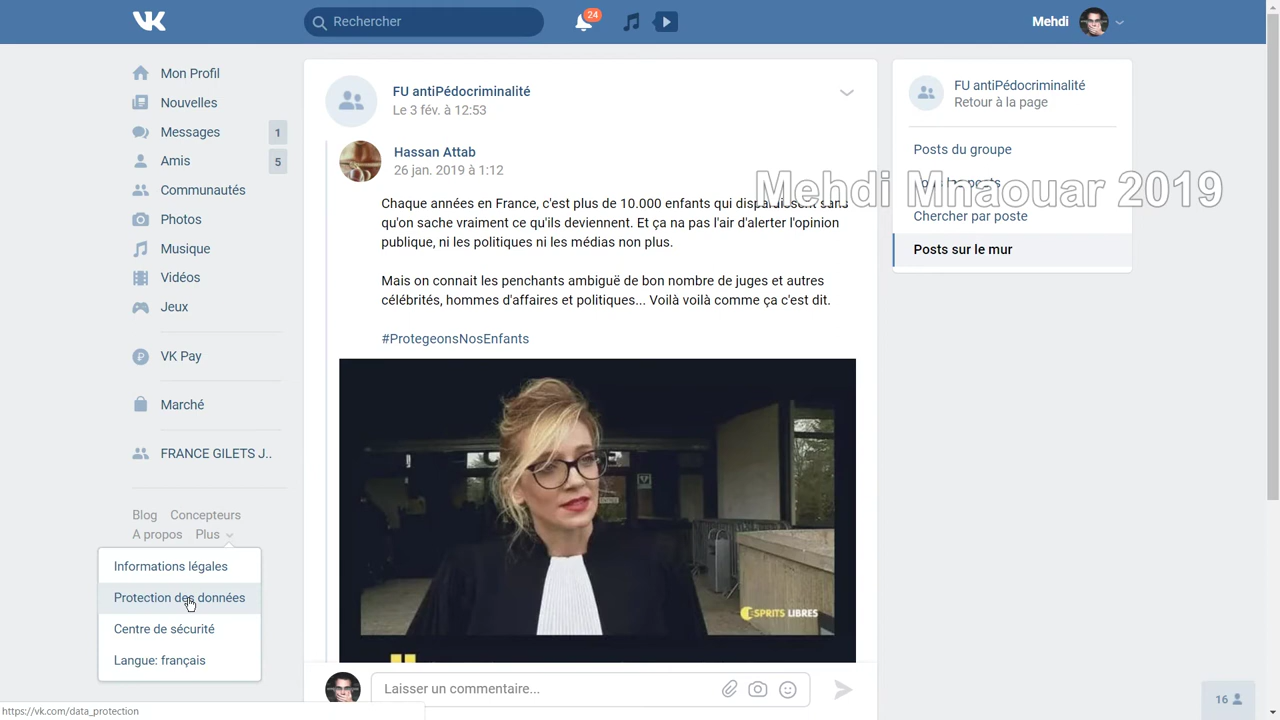 Rechercher
24
Mehdi
Mon Profil
Nouvelles
Messages 1
Amis 5
Communautés
Photos
Musique
Vidéos
Jeux
VK Pay
Marché
FRANCE GILETS J..
Blog Concepteurs
A propos Plus
Informations légales
Protection des données
Centre de sécurité
Langue: français
https://vk.com/data_protection
FU antiPédocriminalité
Le 3 fév. à 12:53
Hassan Attab
26 jan. 2019 à 1:12
Chaque années en France, c'est plus de 10.000 enfants qui disparaissent sans
qu'on sache vraiment ce qu'ils deviennent. Et ça na pas l'air d'alerter l'opinion
publique, ni les politiques ni les médias non plus.
Mais on connait les penchants ambiguë de bon nombre de juges et autres
célébrités, hommes d'affaires et politiques... Voilà voilà comme ça c'est dit.
#ProtegeonsNosEnfants
ESPRITS LIBRES
Laisser un commentaire...
FU antiPédocriminalité
Retour à la page
Posts du groupe
Mehdi Mnaouar 2019
Chercher par poste
Posts sur le mur
16